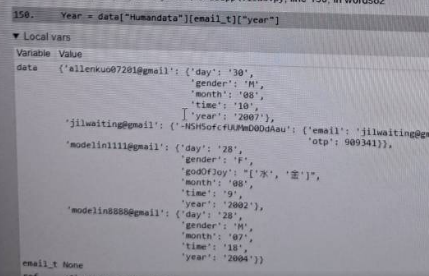 150. Year = data["Humandata"][email_t]["year"]
▼ Local vars
Variable Value
data {'allenkuo07201@gmail': {'day': '30',
'gender': 'M',
'month': '08',
'time': '10',
'year': '2007'},
'jilwaiting@gmail': {'email': 'jilwaiting@g
'otp': 909341}},
'modelin1111@gmail': {'day': '28',
'gender': 'F',
'godOfJoy': "['水', '金']",
'month': '08',
'time': '9',
'year': '2002'},
'modelin8888@gmail': {'day': '28',
'gender': 'M',
'month': '07',
'time': '18',
'year': '2004'}}
email_t None